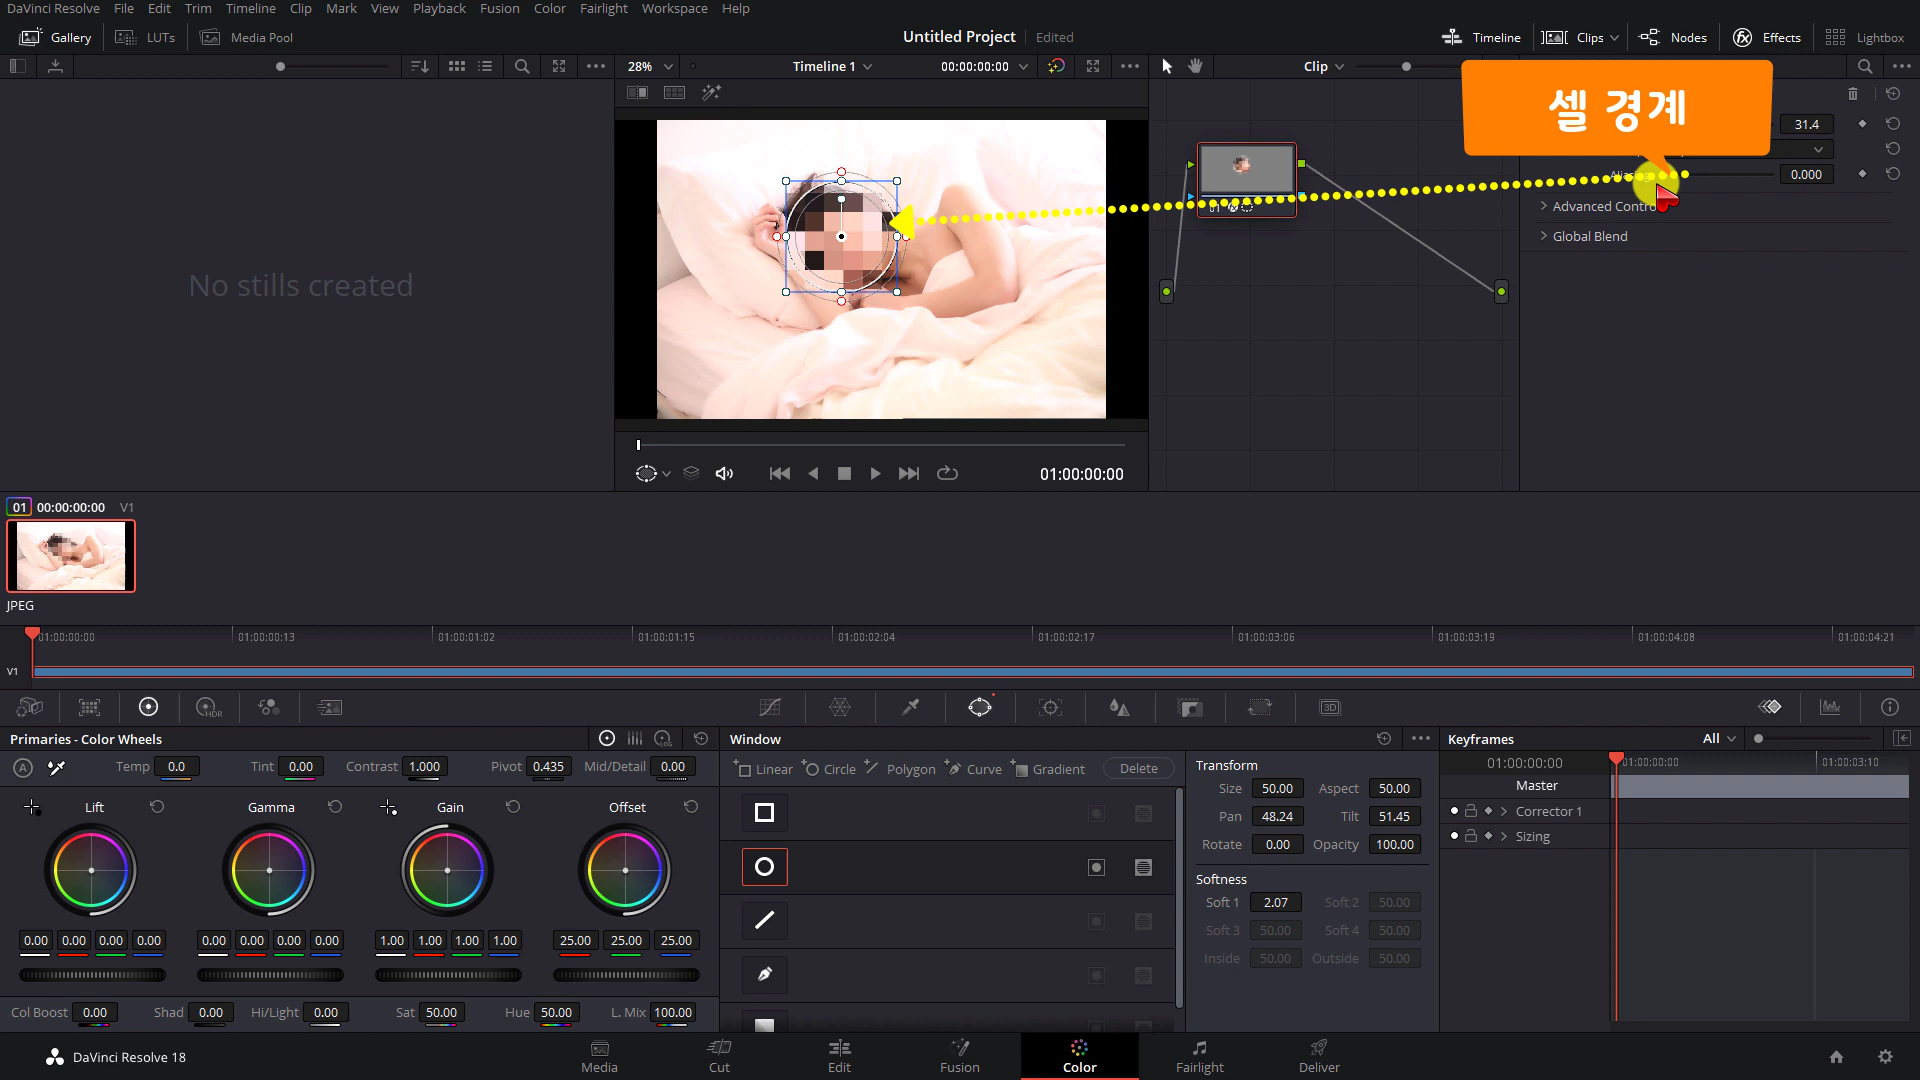 DaVinci Resolve File Edit Trim Timeline Clip Mark View Playback Fusion Color Fairlight Workspace Help
Gallery LUTs Media Pool Untitled Project Edited Timeline Clips Nodes Effects Lightbox
28% Timeline 1 00:00:00:00 Clip
셀 경계
31.4
0.000
Advanced Contro
Global Blend
No stills created
01
01:00:00:00
01 00:00:00:00 V1
JPEG
01:00:00:00 01:00:00:13 01:00:01:02 01:00:01:15 01:00:02:04 01:00:02:17 01:00:03:06 01:00:03:19 01:00:04:08 01:00:04:21
V1
HDR 3D
Primaries - Color Wheels LOG Window Keyframes All
A Temp 0.0 Tint 0.00 Contrast 1.000 Pivot 0.435 Mid/Detail 0.00
Linear Circle Polygon Curve Gradient Delete
Transform
Size 50.00 Aspect 50.00
Pan 48.24 Tilt 51.45
Rotate 0.00 Opacity 100.00
Softness
Soft 1 2.07 Soft 2 50.00
Soft 3 50.00 Soft 4 50.00
Inside 50.00 Outside 50.00
01:00:00:00 01:00:00:00 01:00:03:10
Master
Corrector 1
Sizing
Lift Gamma Gain Offset
0.00 0.00 0.00 0.00 0.00 0.00 0.00 0.00 1.00 1.00 1.00 1.00 25.00 25.00 25.00
Col Boost 0.00 Shad 0.00 Hi/Light 0.00 Sat 50.00 Hue 50.00 L. Mix 100.00
DaVinci Resolve 18 Media Cut Edit Fusion Color Fairlight Deliver